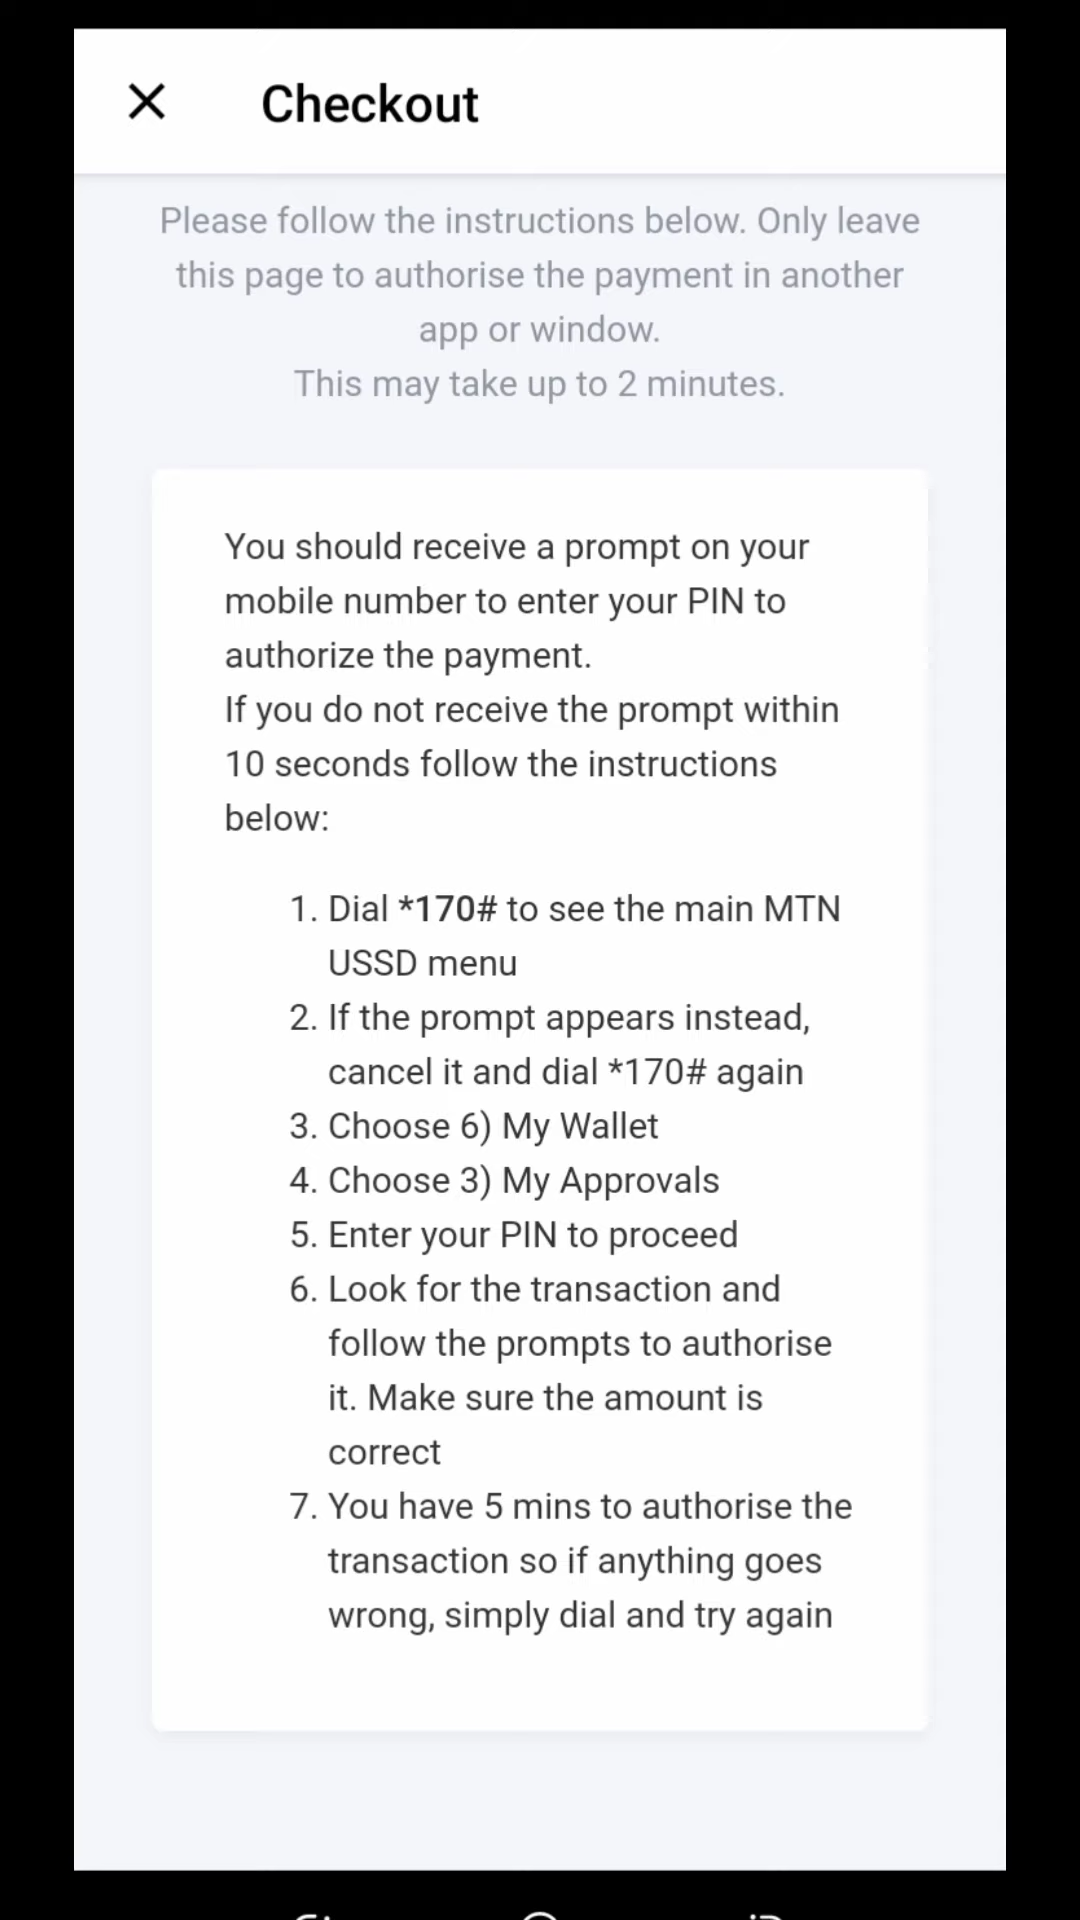 Checkout
Please follow the instructions below. Only leave
this page to authorise the payment in another
app or window.
This may take up to 2 minutes.
You should receive a prompt on your
mobile number to enter your PIN to
authorize the payment.
If you do not receive the prompt within
10 seconds follow the instructions
below:
1. Dial *170# to see the main MTN
USSD menu
2. If the prompt appears instead,
cancel it and dial *170# again
3. Choose 6) My Wallet
4. Choose 3) My Approvals
5. Enter your PIN to proceed
6. Look for the transaction and
follow the prompts to authorise
it. Make sure the amount is
correct
7. You have 5 mins to authorise the
transaction so if anything goes
wrong, simply dial and try again